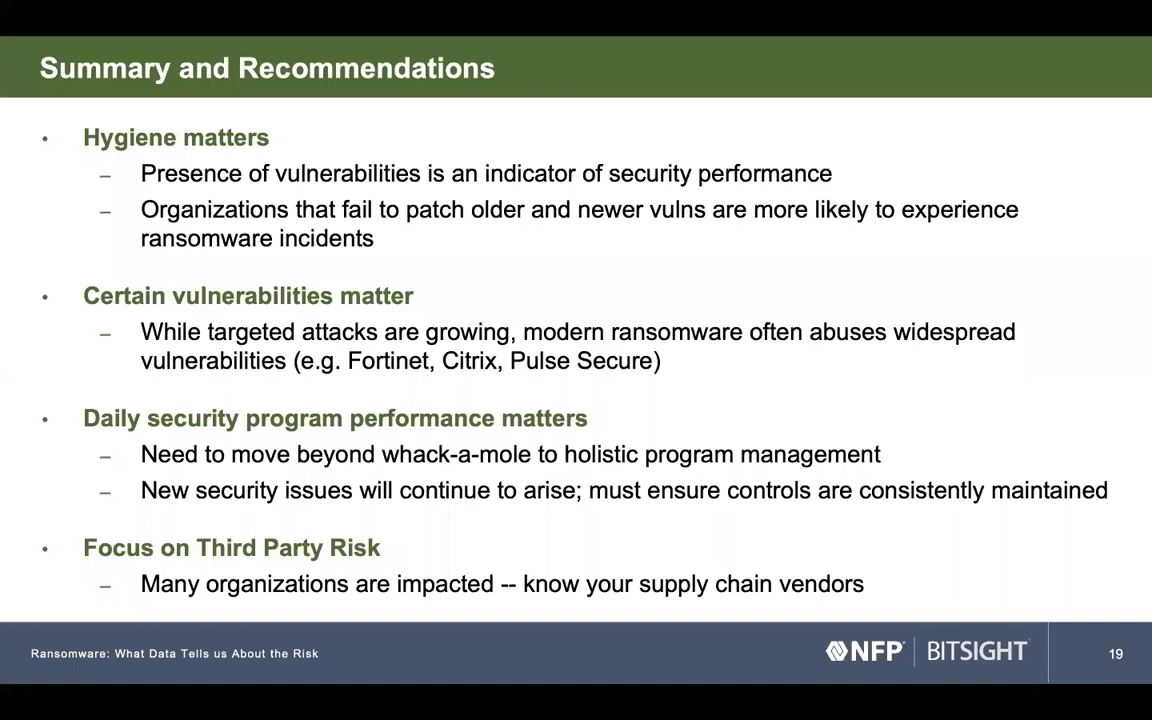 Summary and Recommendations
• Hygiene matters
– Presence of vulnerabilities is an indicator of security performance
– Organizations that fail to patch older and newer vulns are more likely to experience
ransomware incidents
• Certain vulnerabilities matter
– While targeted attacks are growing, modern ransomware often abuses widespread
vulnerabilities (e.g. Fortinet, Citrix, Pulse Secure)
• Daily security program performance matters
– Need to move beyond whack-a-mole to holistic program management
– New security issues will continue to arise; must ensure controls are consistently maintained
• Focus on Third Party Risk
– Many organizations are impacted -- know your supply chain vendors
Ransomware: What Data Tells us About the Risk
NFP | BITSIGHT
19